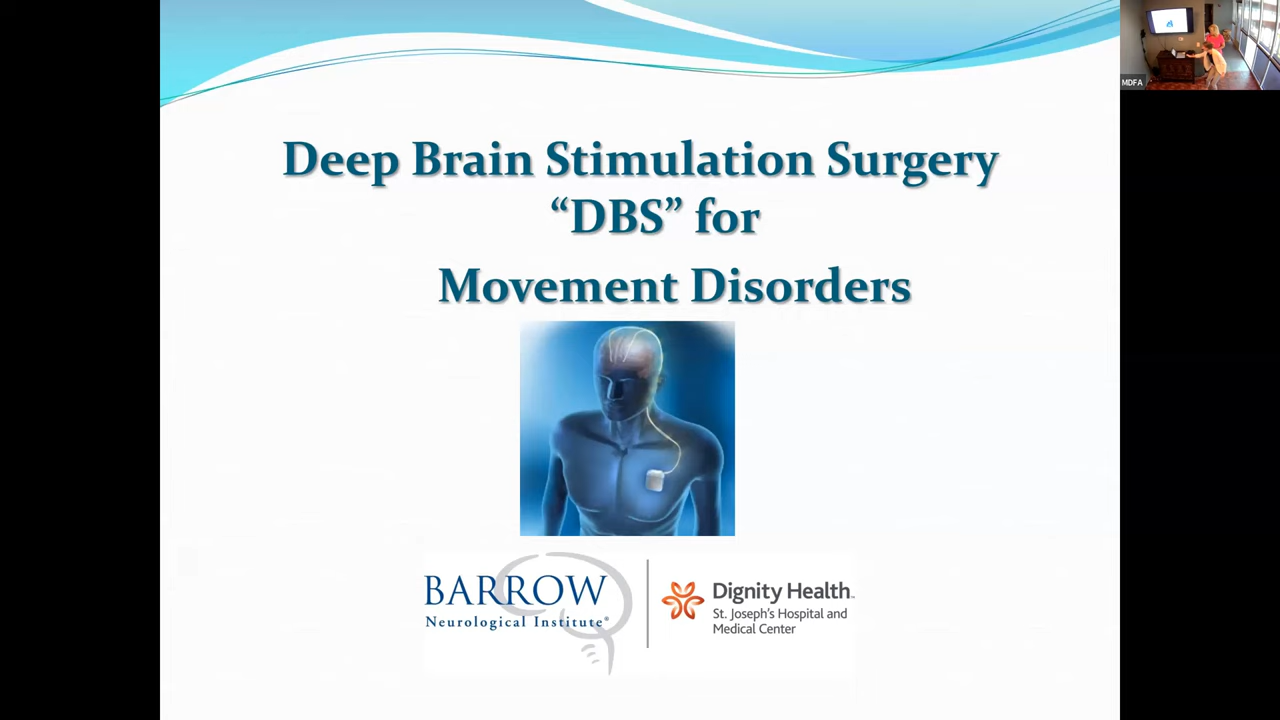 Deep Brain Stimulation Surgery
“DBS” for
Movement Disorders
BARROW
Neurological Institute®
Dignity Health™
St. Joseph's Hospital and
Medical Center
MDFA